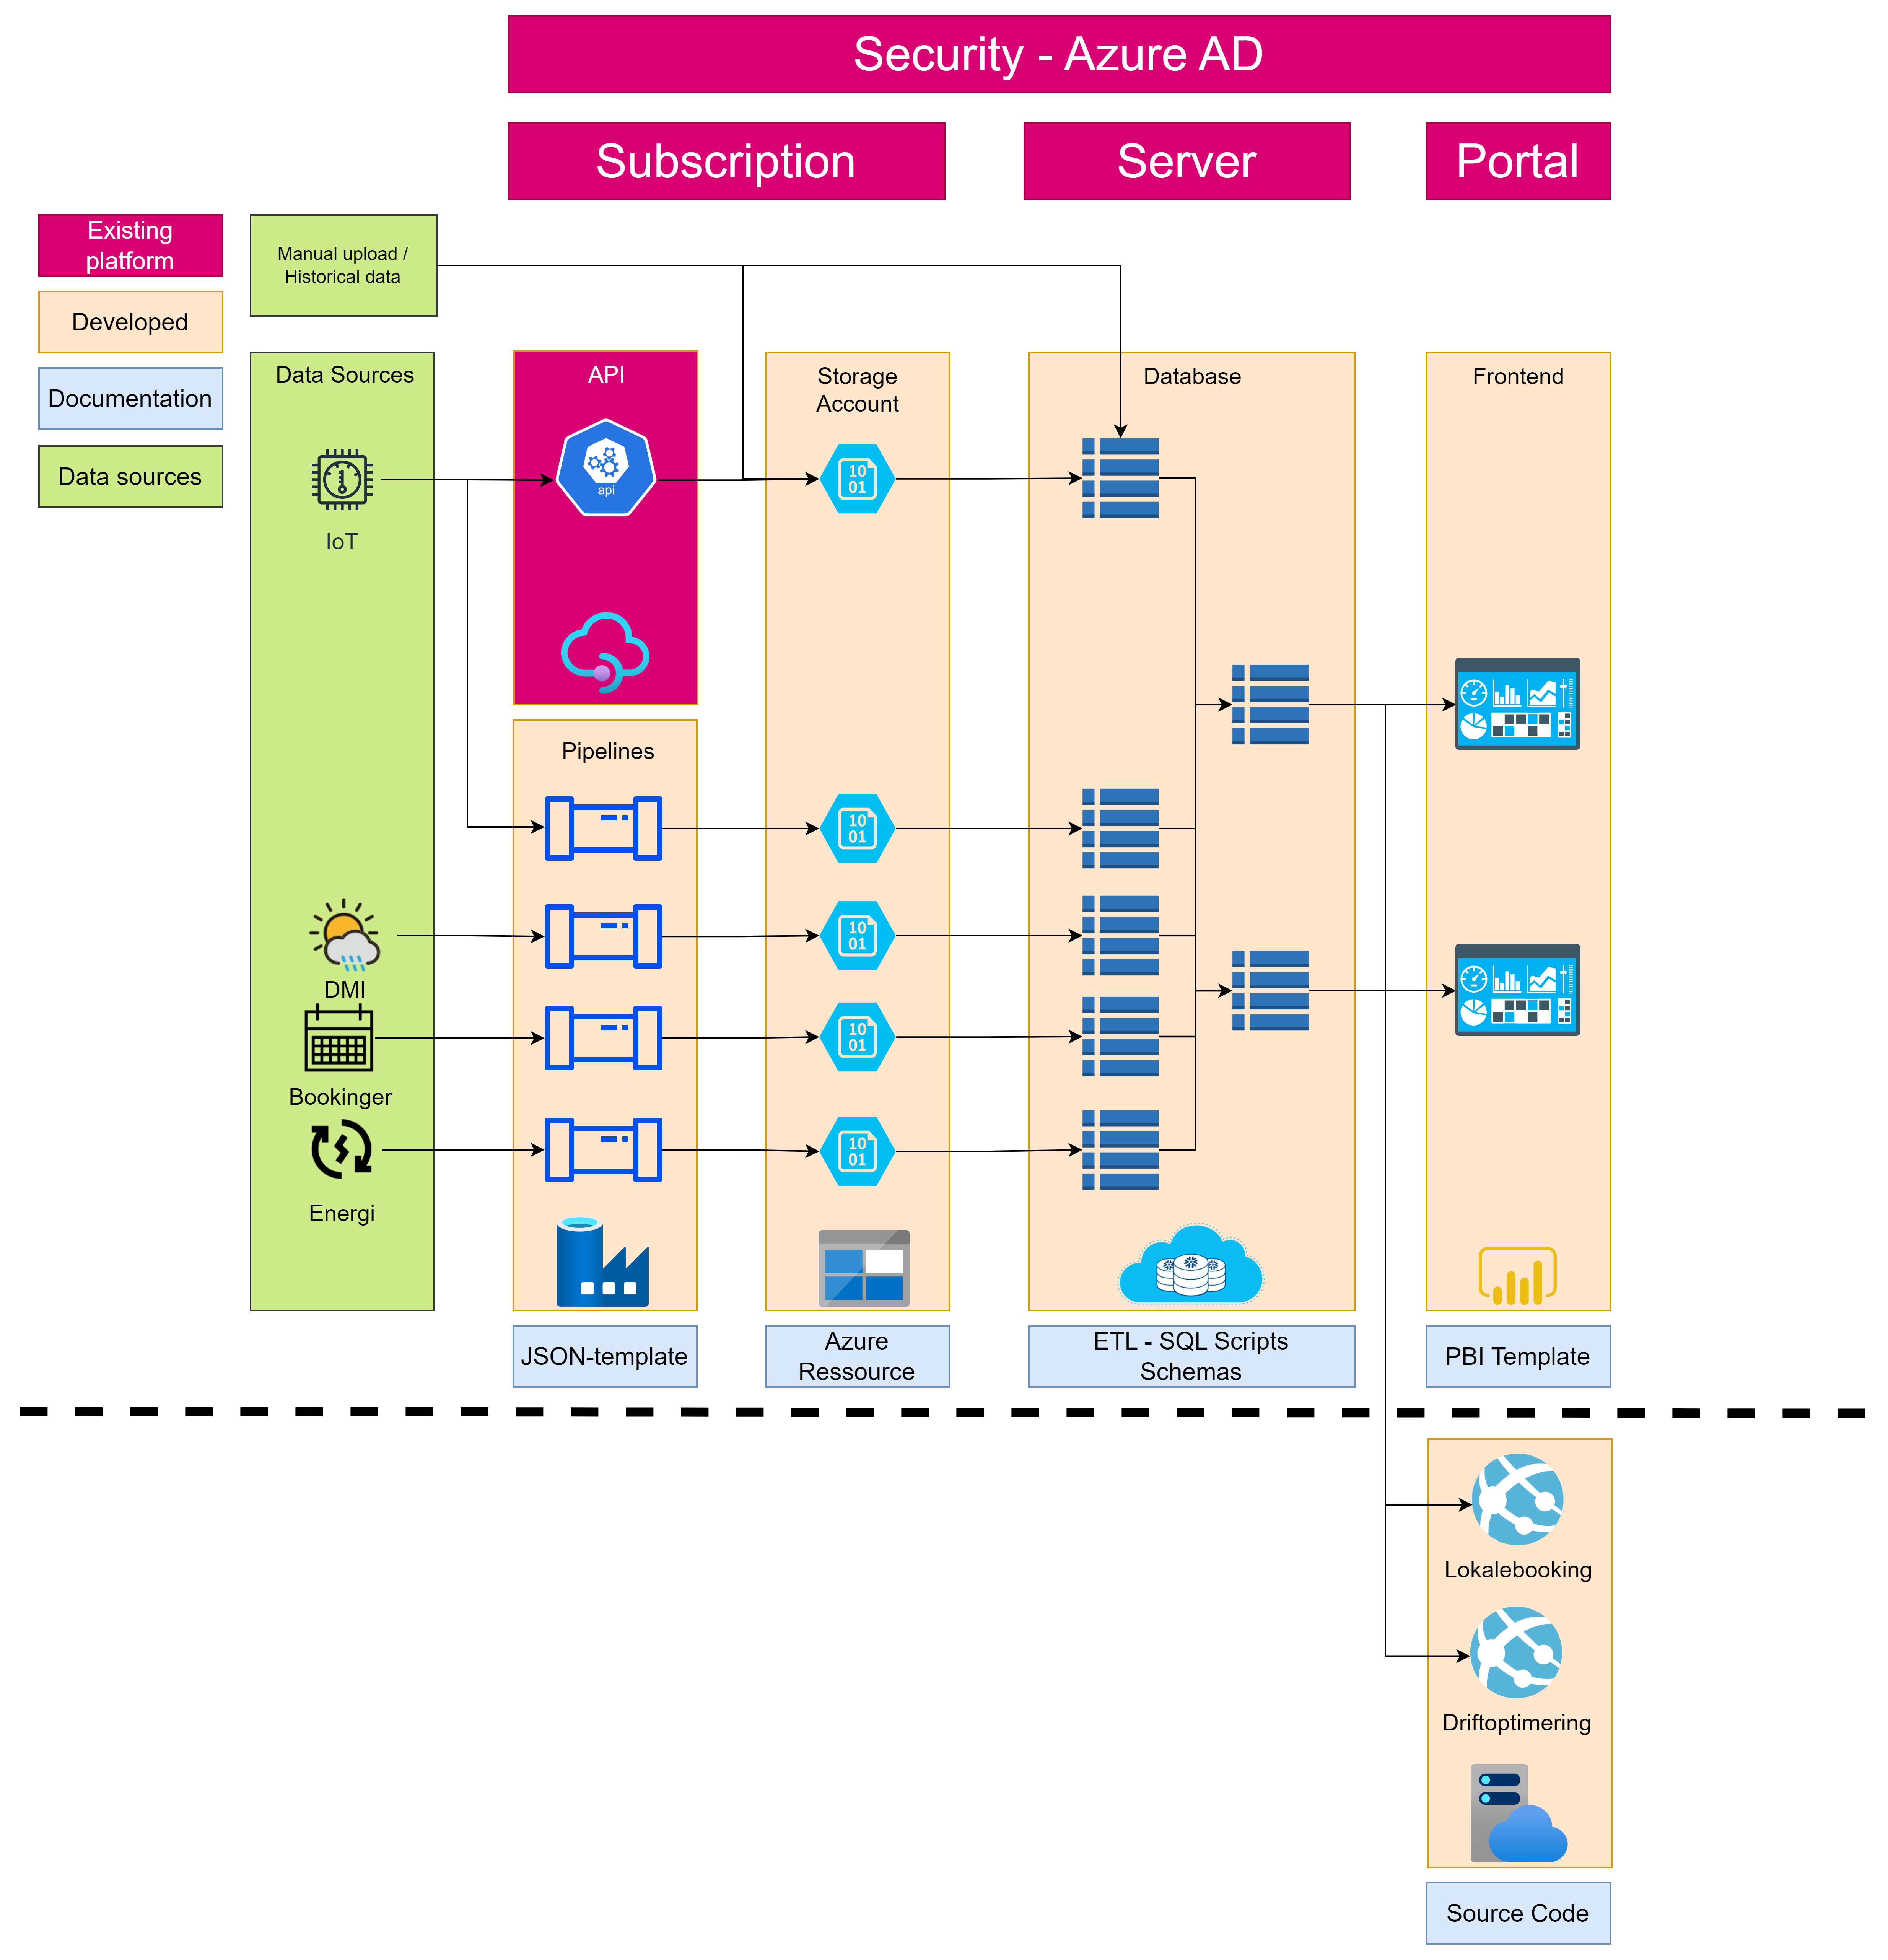 Security - Azure AD
Subscription
Server
Portal
Existing
platform
Developed
Documentation
Data sources
Manual upload /
Historical data
Data Sources
IoT
DMI
Bookinger
Energi
API
api
Pipelines
Storage
Account
10
01
10
01
10
01
10
01
10
01
Database
Frontend
JSON-template
Azure
Ressource
ETL - SQL Scripts
Schemas
PBI Template
Lokalebooking
Driftoptimering
Source Code